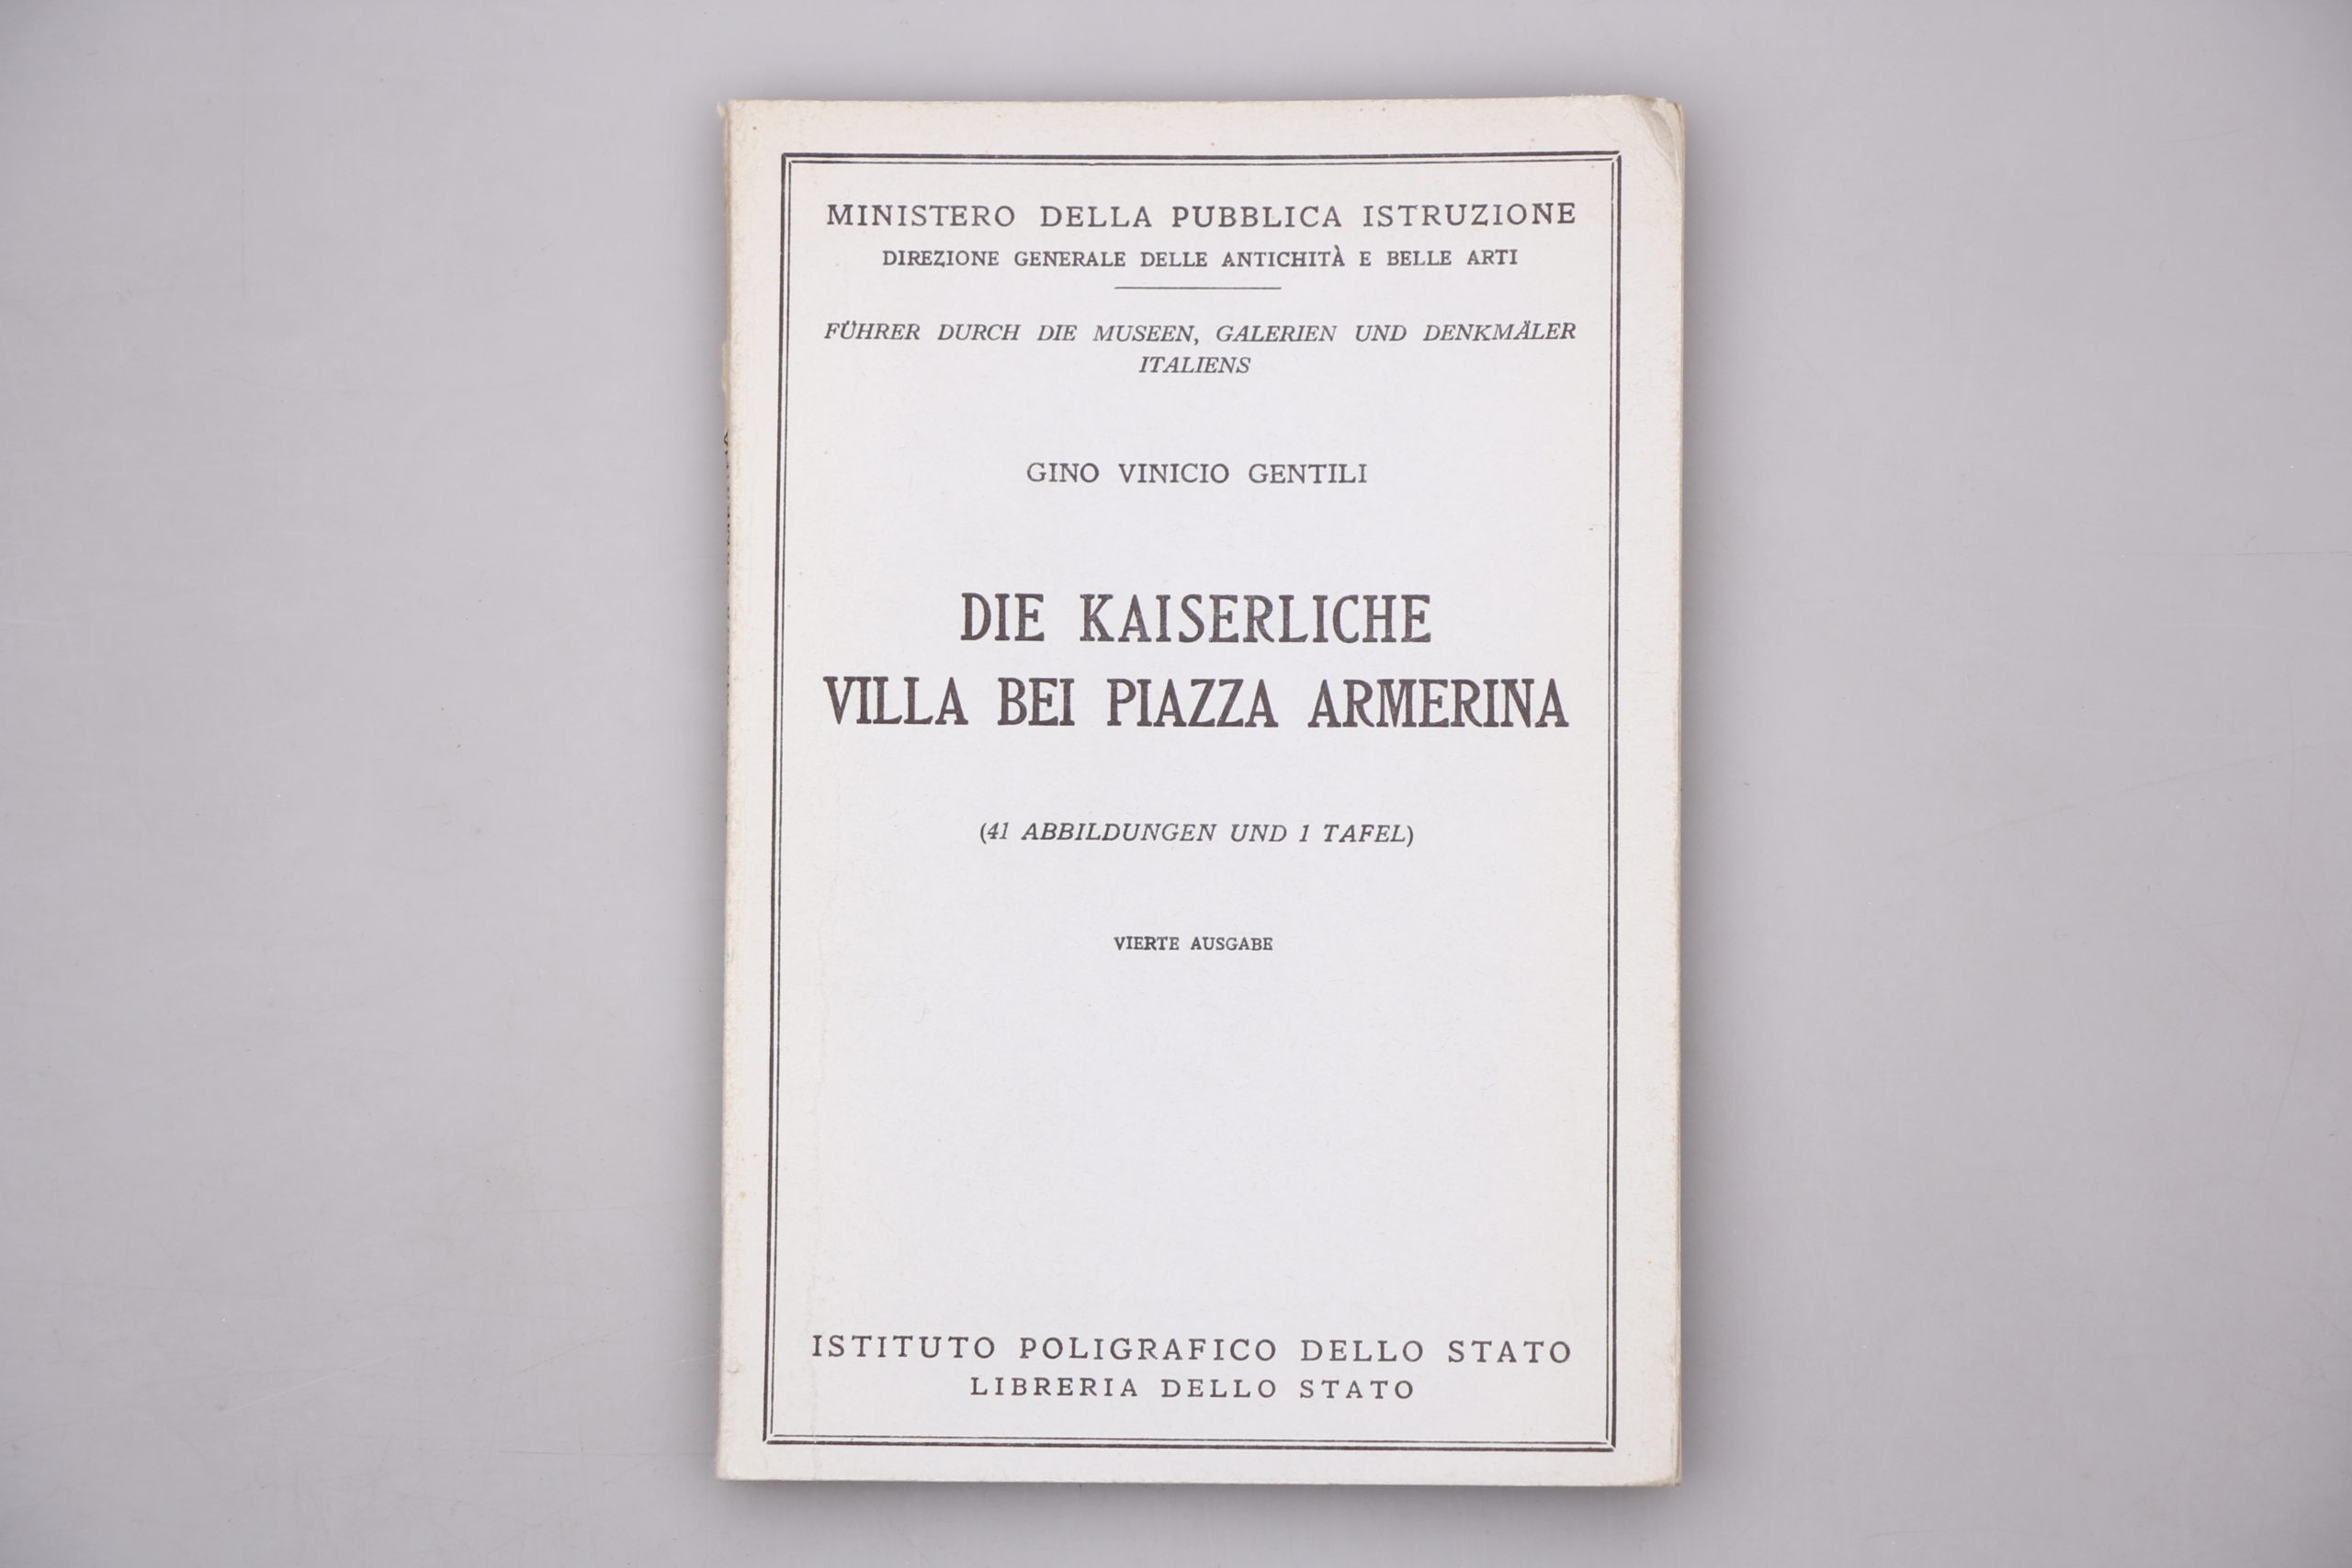 MINISTERO DELLA PUBBLICA ISTRUZIONE
DIREZIONE GENERALE DELLE ANTICHITÀ E BELLE ARTI
FÜHRER DURCH DIE MUSEEN, GALERIEN UND DENKMÄLER
ITALIENS
GINO VINICIO GENTILI
DIE KAISERLICHE
VILLA BEI PIAZZA ARMERINA
(41 ABBILDUNGEN UND 1 TAFEL)
VIERTE AUSGABE
ISTITUTO POLIGRAFICO DELLO STATO
LIBRERIA DELLO STATO